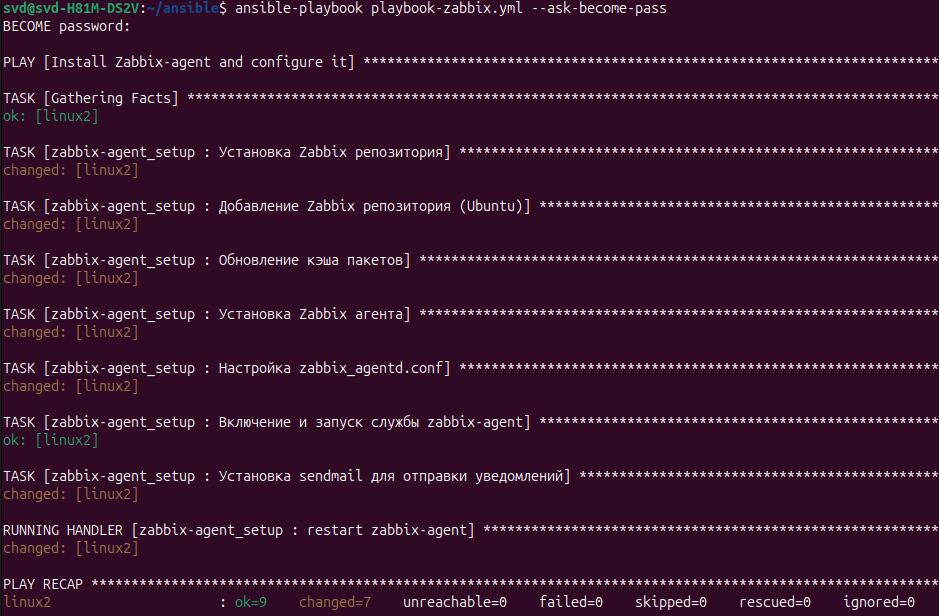 svd@svd-H81M-DS2V:~/ansible$ ansible-playbook playbook-zabbix.yml --ask-become-pass
BECOME password:
PLAY [Install Zabbix-agent and configure it] ************************************************************************
TASK [Gathering Facts] **********************************************************************************************
ok: [linux2]
TASK [zabbix-agent_setup : Установка Zabbix репозитория] ************************************************************
changed: [linux2]
TASK [zabbix-agent_setup : Добавление Zabbix репозитория (Ubuntu)] **************************************************
changed: [linux2]
TASK [zabbix-agent_setup : Обновление кэша пакетов] *****************************************************************
changed: [linux2]
TASK [zabbix-agent_setup : Установка Zabbix агента] *****************************************************************
changed: [linux2]
TASK [zabbix-agent_setup : Настройка zabbix_agentd.conf] ************************************************************
changed: [linux2]
TASK [zabbix-agent_setup : Включение и запуск службы zabbix-agent] **************************************************
ok: [linux2]
TASK [zabbix-agent_setup : Установка sendmail для отправки уведомлений] *********************************************
changed: [linux2]
RUNNING HANDLER [zabbix-agent_setup : restart zabbix-agent] *********************************************************
changed: [linux2]
PLAY RECAP **********************************************************************************************************
linux2 : ok=9 changed=7 unreachable=0 failed=0 skipped=0 rescued=0 ignored=0